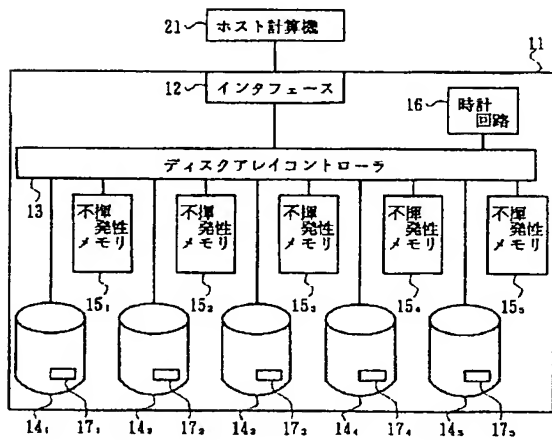 21
ホスト計算機
11
12
インタフェース
16
時計
回路
ディスクアレイコントローラ
13
不揮
発性
メモリ
不揮
発性
メモリ
不揮
発性
メモリ
不揮
発性
メモリ
不揮
発性
メモリ
15₁ 15₂ 15₃ 15₄ 15₅
14₁ 17₁ 14₂ 17₂ 14₃ 17₃ 14₄ 17₄ 14₅ 17₅